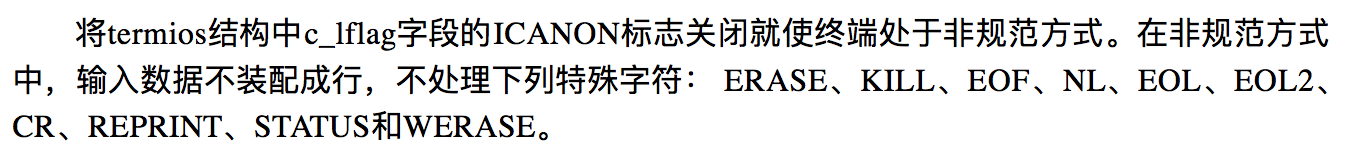 将termios结构中c_lflag字段的ICANON标志关闭就使终端处于非规范方式。在非规范方式
中，输入数据不装配成行，不处理下列特殊字符： ERASE、KILL、EOF、NL、EOL、EOL2、
CR、REPRINT、STATUS和WERASE。